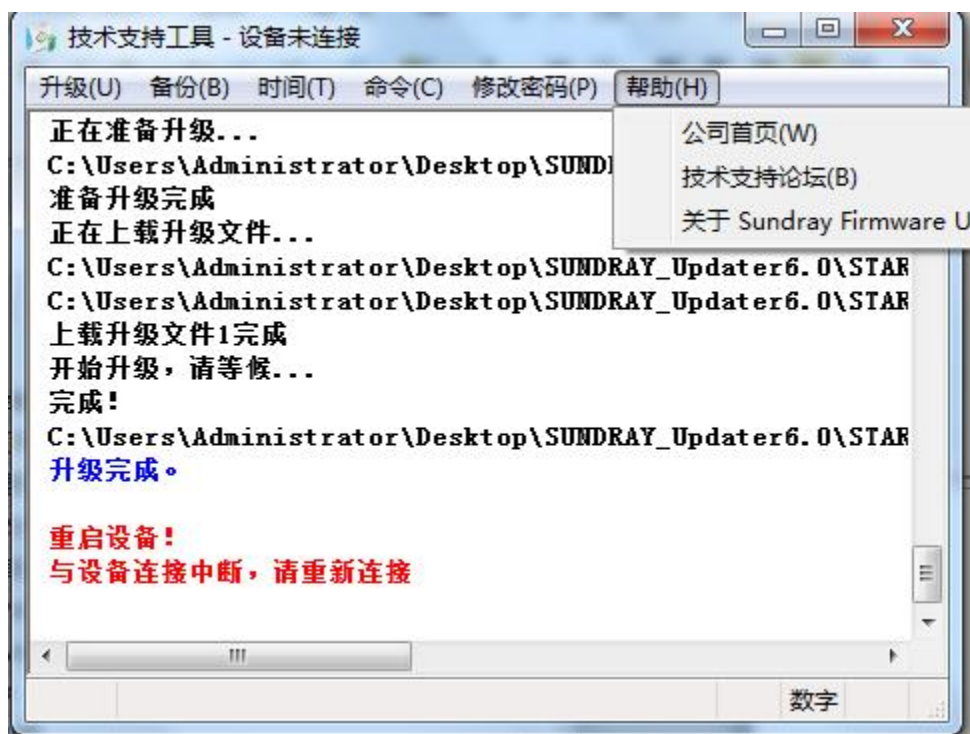 技术支持工具 - 设备未连接
升级(U) 备份(B) 时间(T) 命令(C) 修改密码(P) 帮助(H)
公司首页(W)
技术支持论坛(B)
关于 Sundray Firmware U
正在准备升级...
C:\Users\Administrator\Desktop\SUND
准备升级完成
正在上载升级文件...
C:\Users\Administrator\Desktop\SUNDRAY_Updater6.0\STAR
C:\Users\Administrator\Desktop\SUNDRAY_Updater6.0\STAR
上载升级文件1完成
开始升级，请等候...
完成！
C:\Users\Administrator\Desktop\SUNDRAY_Updater6.0\STAR
升级完成。
重启设备！
与设备连接中断，请重新连接
数字